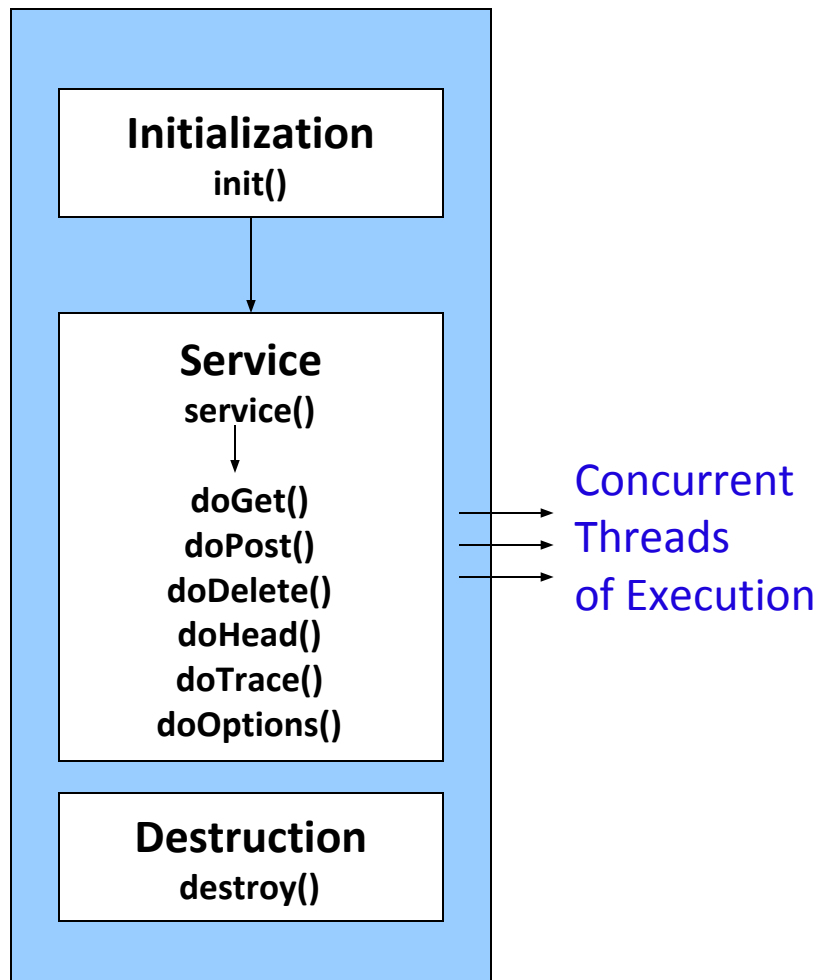 Initialization
init()
Service
service()
doGet()
doPost()
doDelete()
doHead()
doTrace()
doOptions()
Concurrent
Threads
of Execution
Destruction
destroy()